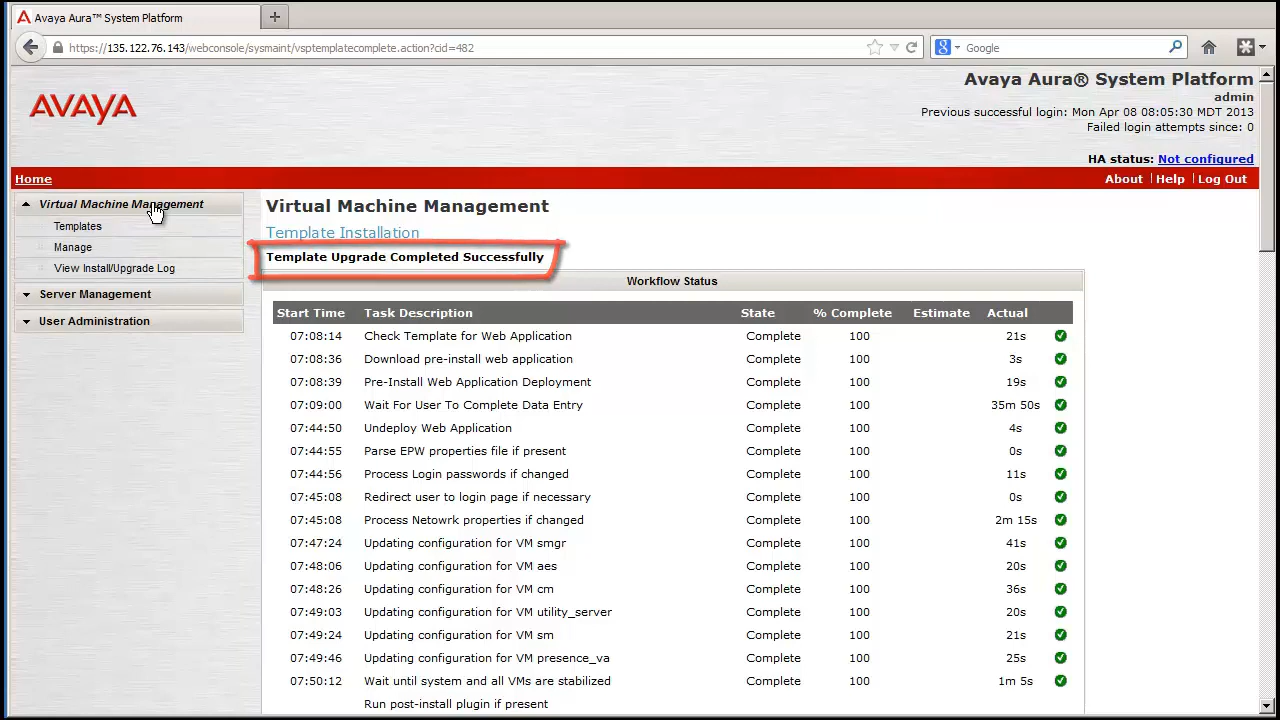 Avaya Aura™ System Platform
https://135.122.76.143/webconsole/sysmaint/vsptemplatecomplete.action?cid=482
Google
AVAYA
Avaya Aura® System Platform
admin
Previous successful login: Mon Apr 08 08:05:30 MDT 2013
Failed login attempts since: 0
HA status: Not configured
Home
About Help Log Out
Virtual Machine Management
Templates
Manage
View Install/Upgrade Log
Server Management
User Administration
Virtual Machine Management
Template Installation
Template Upgrade Completed Successfully
Workflow Status
Start Time Task Description State % Complete Estimate Actual
07:08:14 Check Template for Web Application Complete 100 21s
07:08:36 Download pre-install web application Complete 100 3s
07:08:39 Pre-Install Web Application Deployment Complete 100 19s
07:09:00 Wait For User To Complete Data Entry Complete 100 35m 50s
07:44:50 Undeploy Web Application Complete 100 4s
07:44:55 Parse EPW properties file if present Complete 100 0s
07:44:56 Process Login passwords if changed Complete 100 11s
07:45:08 Redirect user to login page if necessary Complete 100 0s
07:45:08 Process Netowrk properties if changed Complete 100 2m 15s
07:47:24 Updating configuration for VM smgr Complete 100 41s
07:48:06 Updating configuration for VM aes Complete 100 20s
07:48:26 Updating configuration for VM cm Complete 100 36s
07:49:03 Updating configuration for VM utility_server Complete 100 20s
07:49:24 Updating configuration for VM sm Complete 100 21s
07:49:46 Updating configuration for VM presence_va Complete 100 25s
07:50:12 Wait until system and all VMs are stabilized Complete 100 1m 5s
Run post-install plugin if present